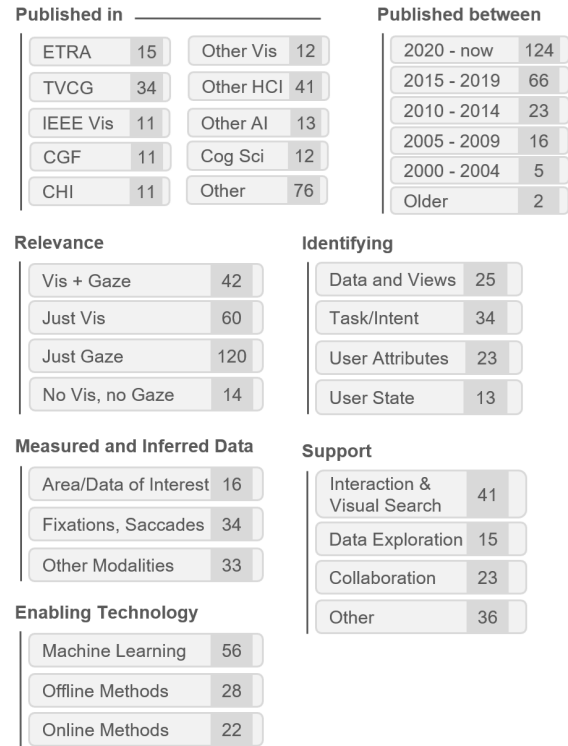 Published in
ETRA 15
TVCG 34
IEEE Vis 11
CGF 11
CHI 11
Other Vis 12
Other HCI 41
Other AI 13
Cog Sci 12
Other 76
Published between
2020 - now 124
2015 - 2019 66
2010 - 2014 23
2005 - 2009 16
2000 - 2004 5
Older 2
Relevance
Vis + Gaze 42
Just Vis 60
Just Gaze 120
No Vis, no Gaze 14
Identifying
Data and Views 25
Task/Intent 34
User Attributes 23
User State 13
Measured and Inferred Data
Area/Data of Interest 16
Fixations, Saccades 34
Other Modalities 33
Support
Interaction &
Visual Search 41
Data Exploration 15
Collaboration 23
Other 36
Enabling Technology
Machine Learning 56
Offline Methods 28
Online Methods 22